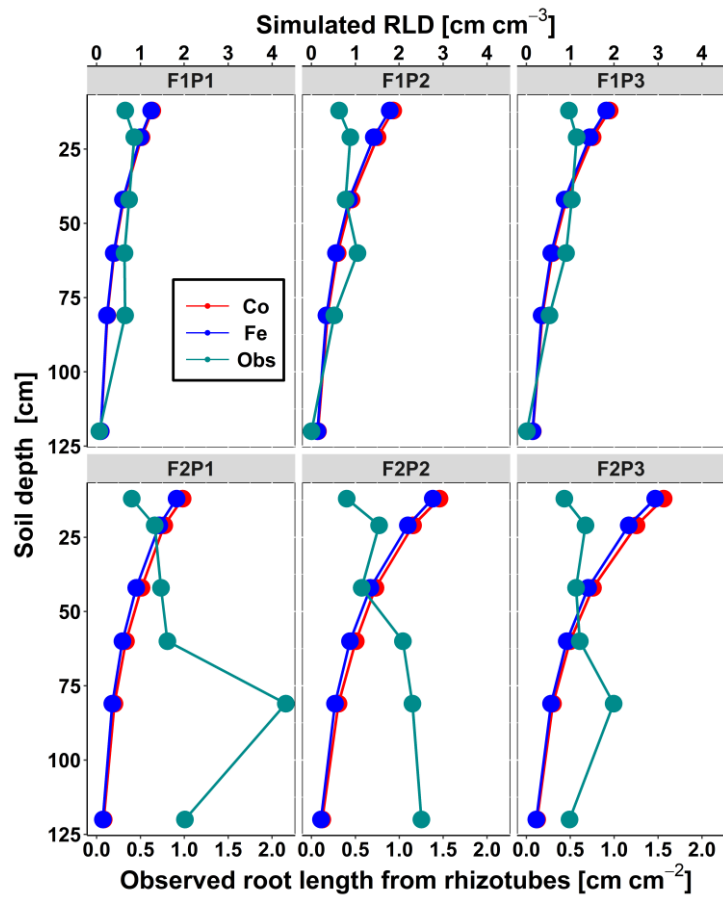 Simulated RLD [cm cm⁻³]
0 1 2 3 4 0 1 2 3 4 0 1 2 3 4
F1P1 F1P2 F1P3
25
50
75
100
125
Co
Fe
Obs
Soil depth [cm]
F2P1 F2P2 F2P3
25
50
75
100
125
0.0 0.5 1.0 1.5 2.0 0.0 0.5 1.0 1.5 2.0 0.0 0.5 1.0 1.5 2.0
Observed root length from rhizotubes [cm cm⁻²]